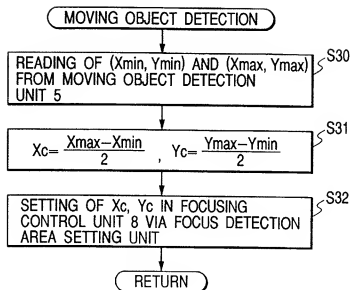 MOVING OBJECT DETECTION
READING OF (Xmin, Ymin) AND (Xmax, Ymax)
FROM MOVING OBJECT DETECTION
UNIT 5
S30
Xc= Xmax–Xmin / 2 , Yc= Ymax–Ymin / 2
S31
SETTING OF Xc, Yc IN FOCUSING
CONTROL UNIT 8 VIA FOCUS DETECTION
AREA SETTING UNIT
S32
RETURN